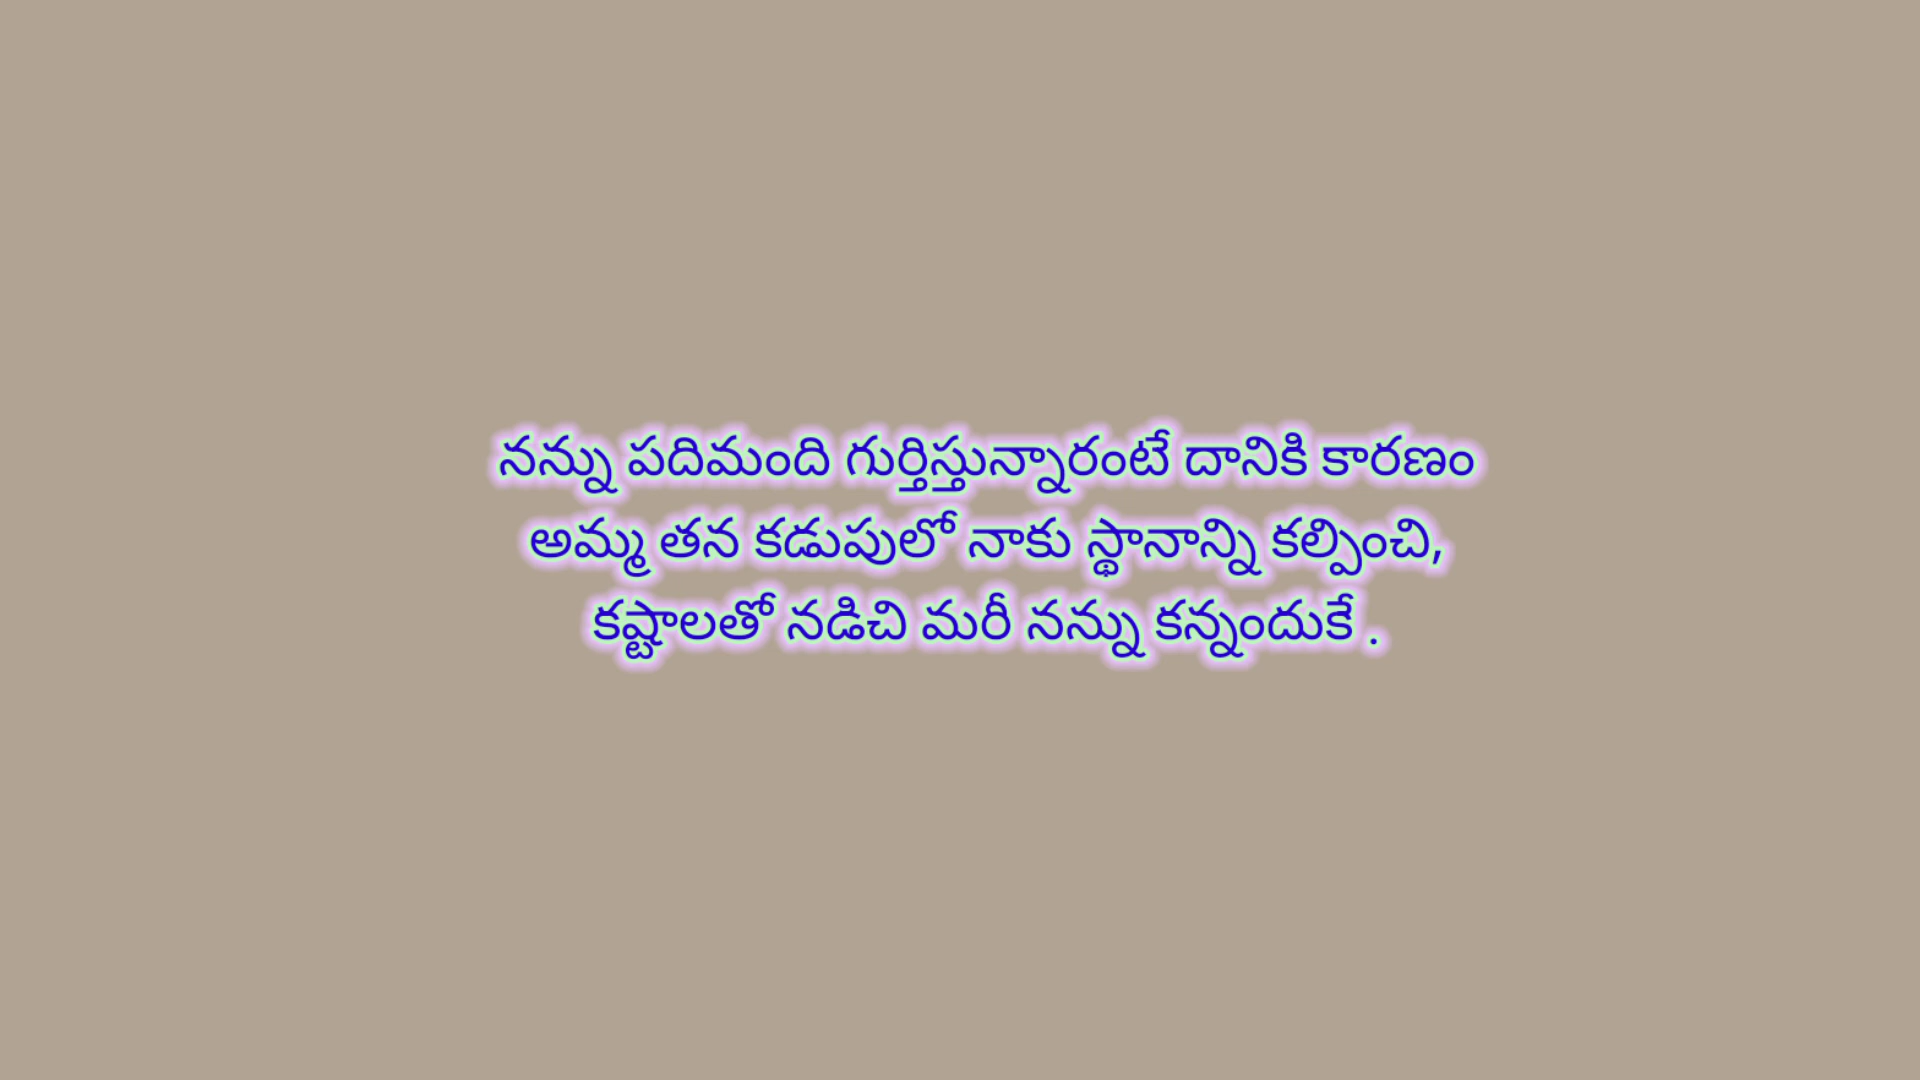 నన్ను పదిమంది గుర్తిస్తున్నారంటే దానికి కారణం
అమ్మ తన కడుపులో నాకు స్థానాన్ని కల్పించి,
కష్టాలతో నడిచి మరీ నన్ను కన్నందుకే .